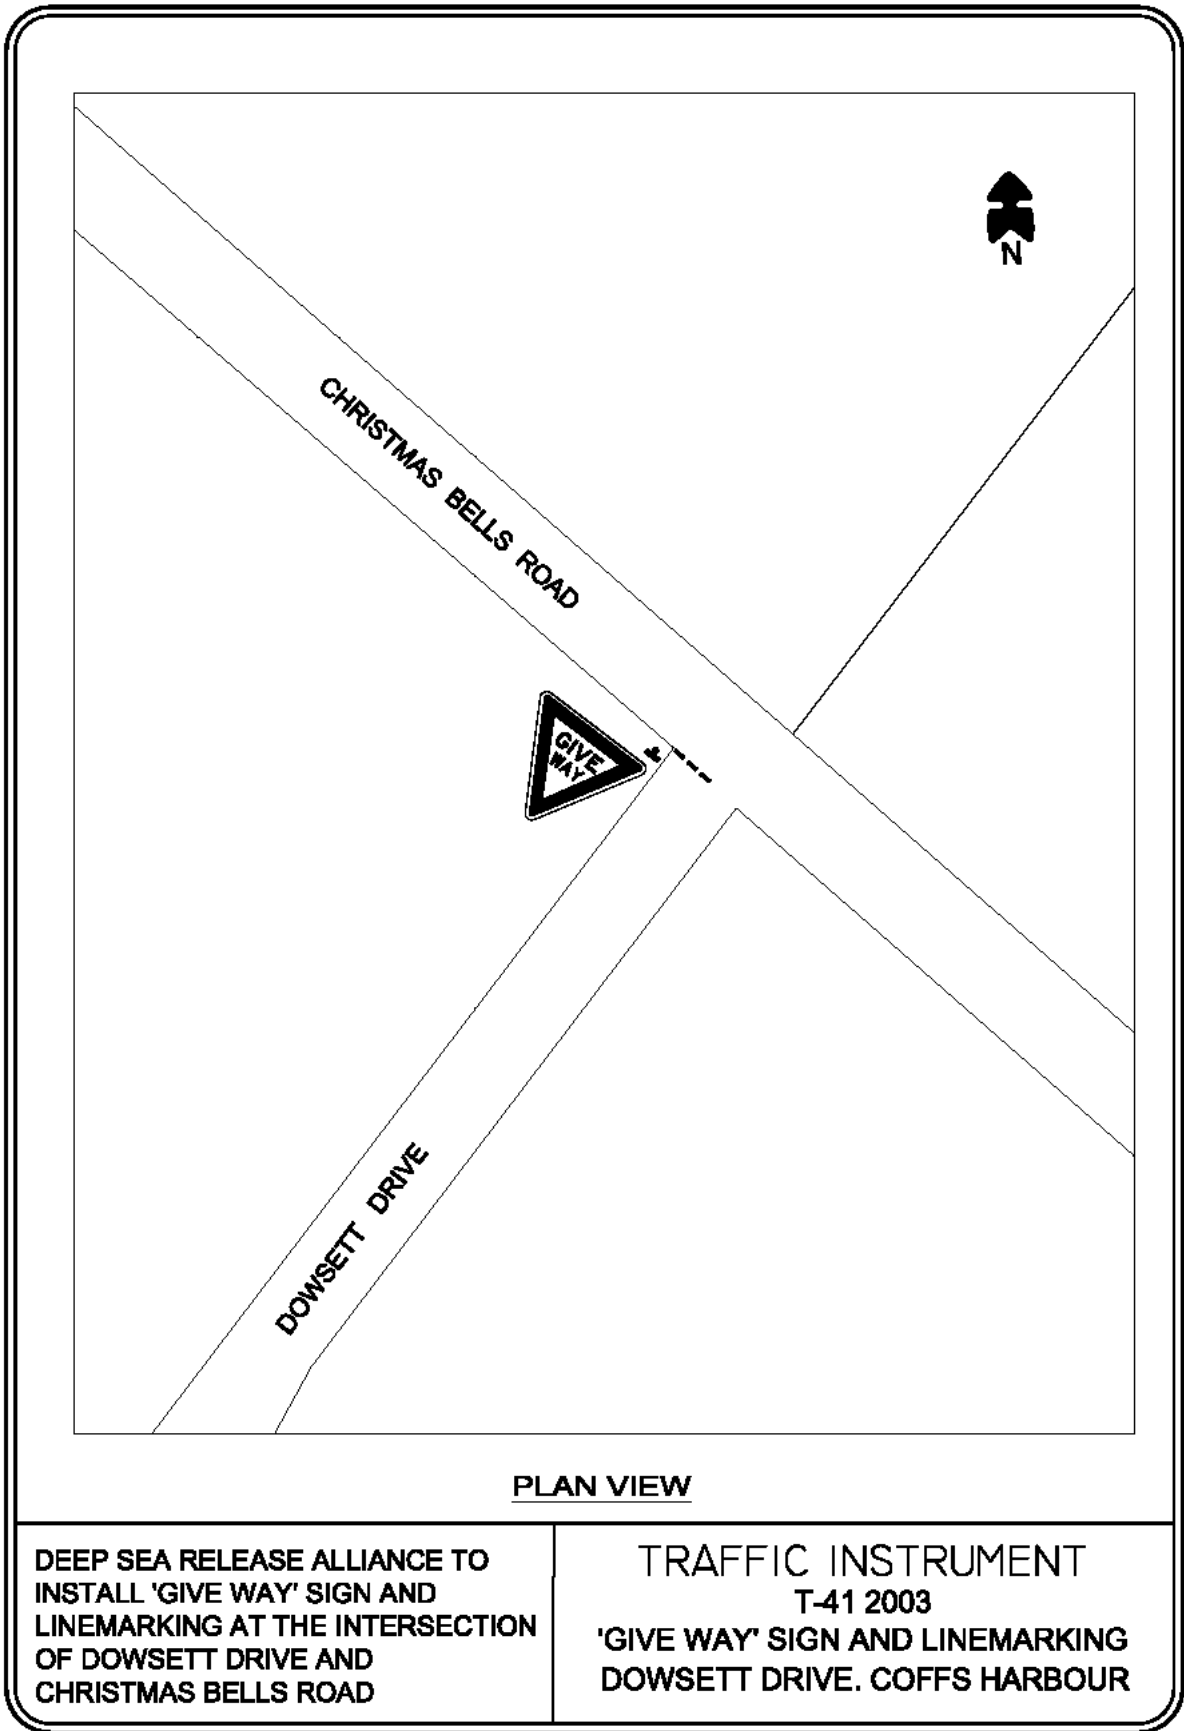 N
CHRISTMAS BELLS ROAD
GIVE
WAY
DOWSETT DRIVE
PLAN VIEW
DEEP SEA RELEASE ALLIANCE TO
INSTALL 'GIVE WAY' SIGN AND
LINEMARKING AT THE INTERSECTION
OF DOWSETT DRIVE AND
CHRISTMAS BELLS ROAD
TRAFFIC INSTRUMENT
T-41 2003
'GIVE WAY' SIGN AND LINEMARKING
DOWSETT DRIVE. COFFS HARBOUR